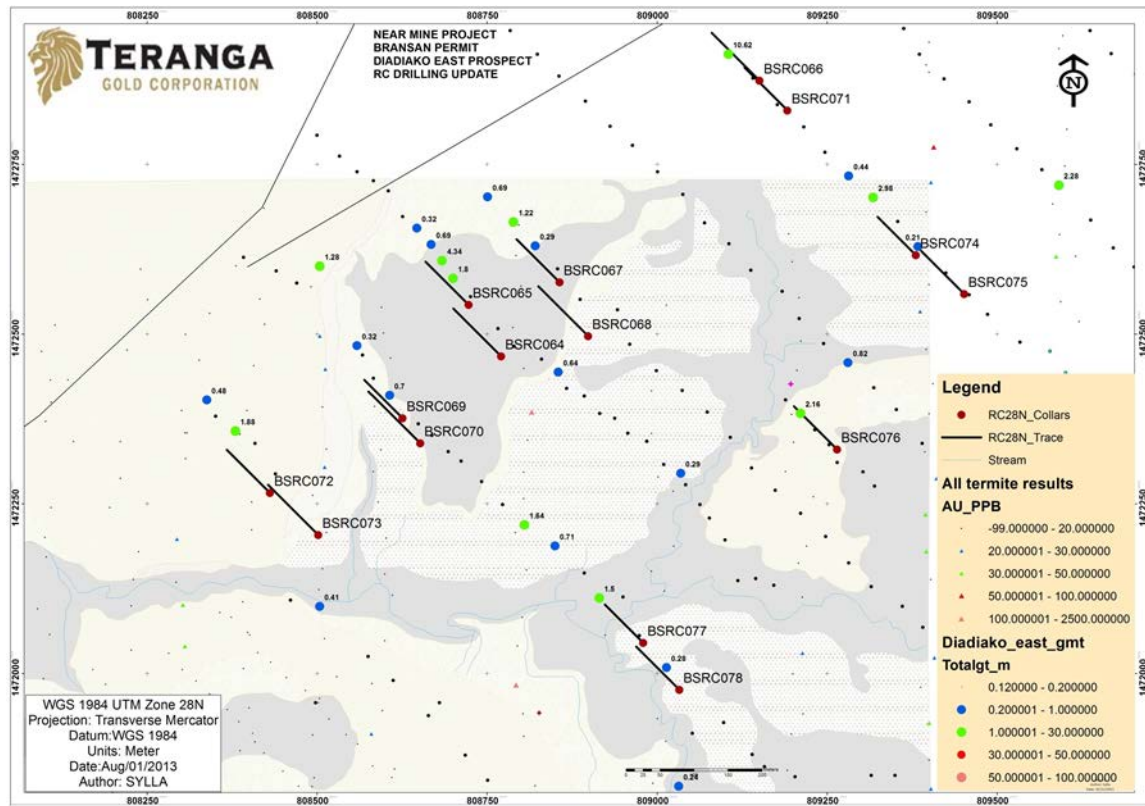 808250 808500 808750 809000 809250 809500
TERANGA
GOLD CORPORATION
NEAR MINE PROJECT
BRANSAN PERMIT
DIADIAKO EAST PROSPECT
RC DRILLING UPDATE
N
10.62
BSRC066
BSRC071
1472750 1472750
0.44
2.28
0.69
2.98
0.32
1.22
0.69
0.29
0.21
BSRC074
4.34
1.28
1.8
BSRC067
BSRC065
BSRC075
BSRC068
1472500 1472500
0.32
BSRC064
0.82
0.64
0.7
0.48
BSRC069
2.16
1.88
BSRC070
BSRC076
0.29
BSRC072
1472250 1472250
BSRC073
1.64
0.71
1.5
0.41
BSRC077
0.28
BSRC078
1472000 1472000
0.24
Legend
RC28N_Collars
RC28N_Trace
Stream
All termite results
AU_PPB
-99.000000 - 20.000000
20.000001 - 30.000000
30.000001 - 50.000000
50.000001 - 100.000000
100.000001 - 2500.000000
Diadiako_east_gmt
Totalgt_m
0.120000 - 0.200000
0.200001 - 1.000000
1.000001 - 30.000000
30.000001 - 50.000000
50.000001 - 100.000000
WGS 1984 UTM Zone 28N
Projection: Transverse Mercator
Datum:WGS 1984
Units: Meter
Date:Aug/01/2013
Author: SYLLA
808250 808500 808750 809000 809250 809500